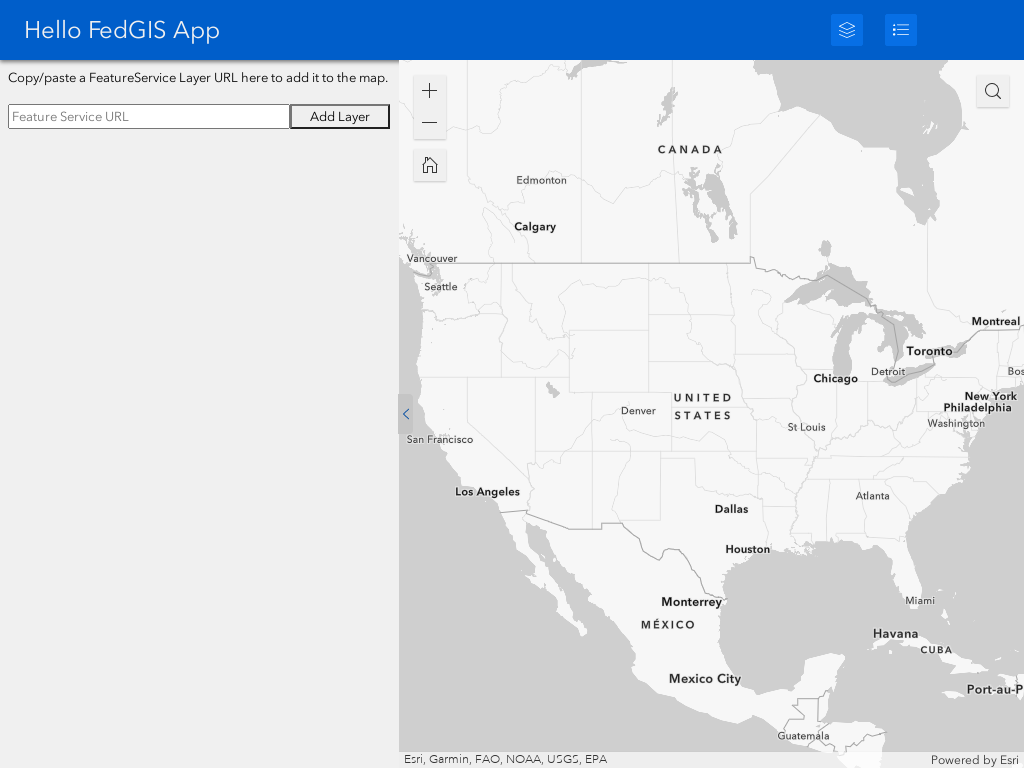 Hello FedGIS App
Copy/paste a FeatureService Layer URL here to add it to the map.
Feature Service URL
Add Layer
CANADA
Edmonton
Calgary
Vancouver
Seattle
Montreal
Toronto
Detroit
Bos
Chicago
UNITED
STATES
New York
Philadelphia
Denver
Washington
St Louis
San Francisco
Los Angeles
Atlanta
Dallas
Houston
Miami
Monterrey
MÉXICO
Havana
CUBA
Mexico City
Port-au-P
Guatemala
Esri, Garmin, FAO, NOAA, USGS, EPA
Powered by Esri